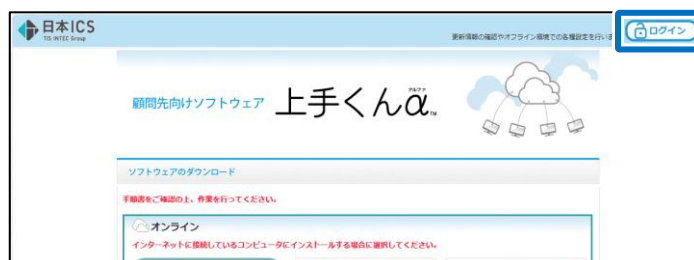 日本ICS
TIS INTEC Group
更新情報の確認やオフライン環境での各種設定を行いま
ログイン
顧問先向けソフトウェア 上手くんα アルファ TM
ソフトウェアのダウンロード
手順書をご確認の上、作業を行ってください。
オンライン
インターネットに接続しているコンピュータにインストールする場合に選択してください。